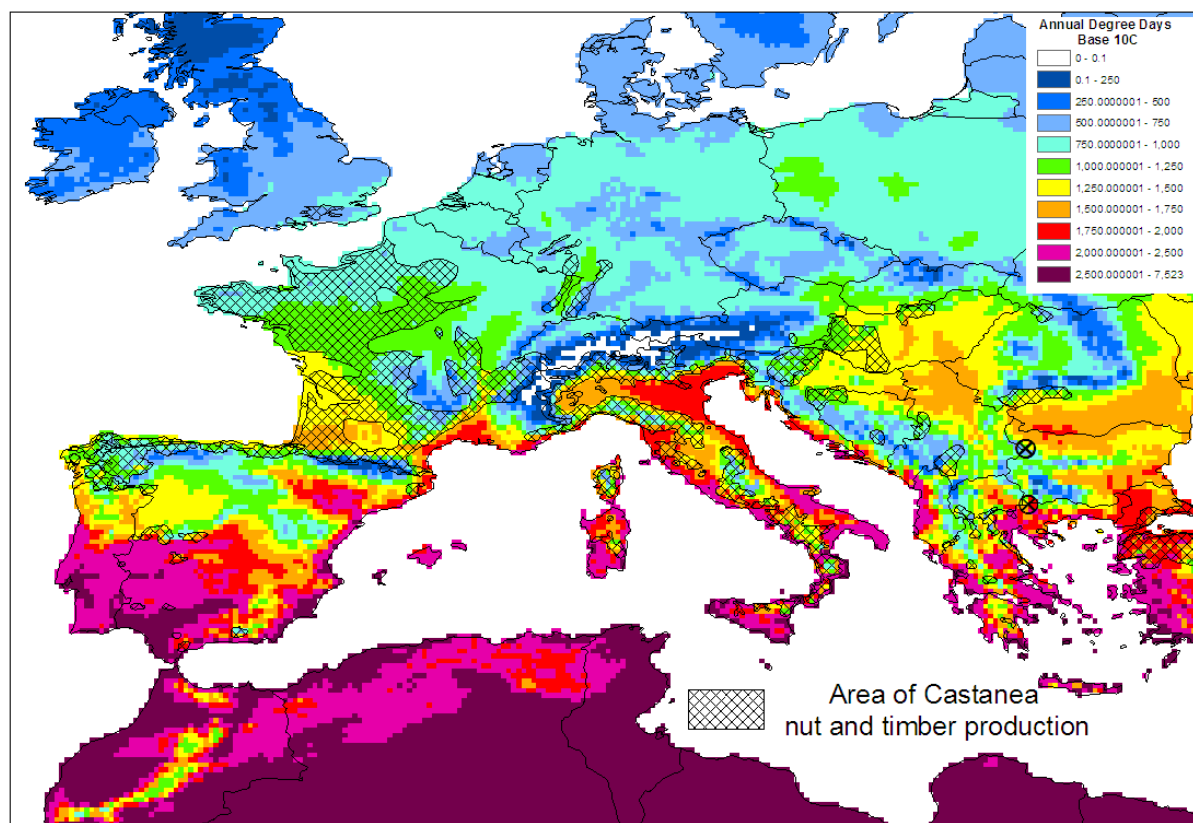 Annual Degree Days
Base 10C
0 - 0.1
0.1 - 250
250.0000001 - 500
500.0000001 - 750
750.0000001 - 1,000
1,000.000001 - 1,250
1,250.000001 - 1,500
1,500.000001 - 1,750
1,750.000001 - 2,000
2,000.000001 - 2,500
2,500.000001 - 7,523
Area of Castanea
nut and timber production